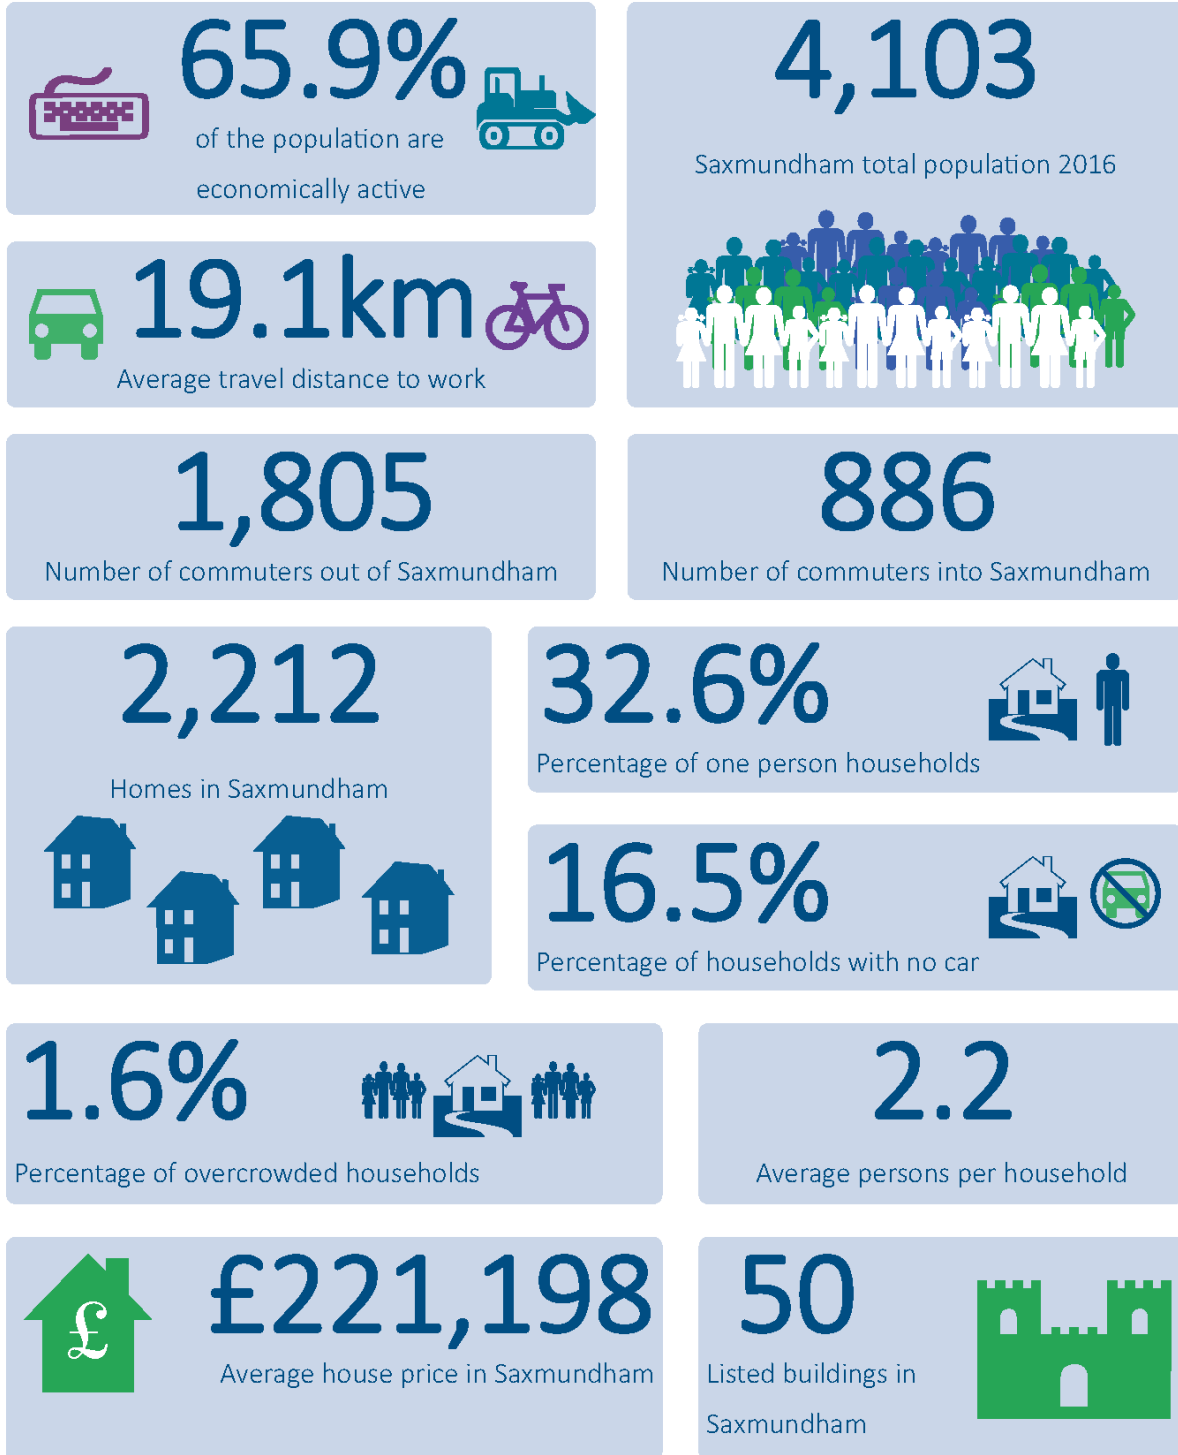 65.9%
of the population are
economically active
4,103
Saxmundham total population 2016
19.1km
Average travel distance to work
1,805
Number of commuters out of Saxmundham
886
Number of commuters into Saxmundham
2,212
Homes in Saxmundham
32.6%
Percentage of one person households
16.5%
Percentage of households with no car
1.6%
Percentage of overcrowded households
2.2
Average persons per household
£
£221,198
Average house price in Saxmundham
50
Listed buildings in
Saxmundham